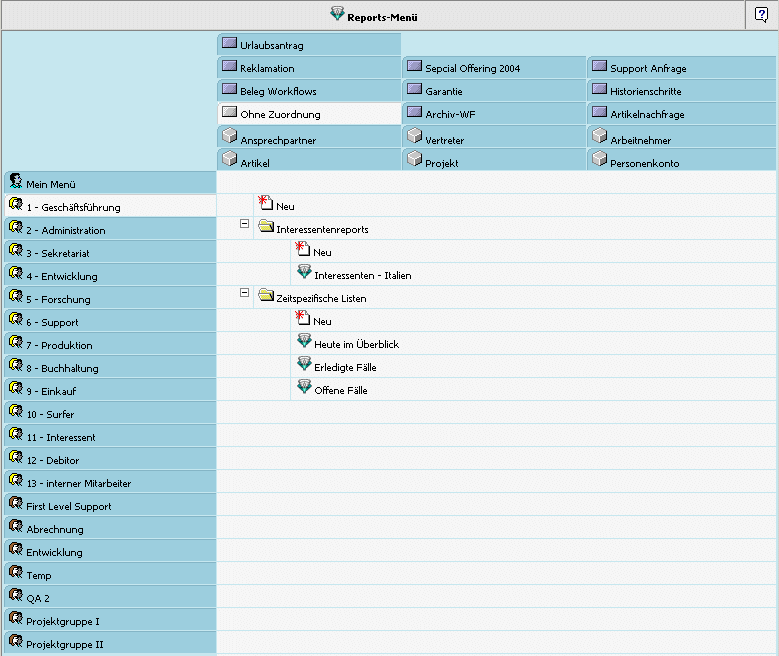 Reports-Menü
?
Urlaubsantrag
Reklamation
Sepcial Offering 2004
Support Anfrage
Beleg Workflows
Garantie
Historienschritte
Ohne Zuordnung
Archiv-WF
Artikelnachfrage
Ansprechpartner
Vertreter
Arbeitnehmer
Artikel
Projekt
Personenkonto
Mein Menü
1 - Geschäftsführung
2 - Administration
3 - Sekretariat
4 - Entwicklung
5 - Forschung
6 - Support
7 - Produktion
8 - Buchhaltung
9 - Einkauf
10 - Surfer
11 - Interessent
12 - Debitor
13 - interner Mitarbeiter
First Level Support
Abrechnung
Entwicklung
Temp
QA 2
Projektgruppe I
Projektgruppe II
Neu
Interessentenreports
Neu
Interessenten - Italien
Zeitspezifische Listen
Neu
Heute im Überblick
Erledigte Fälle
Offene Fälle